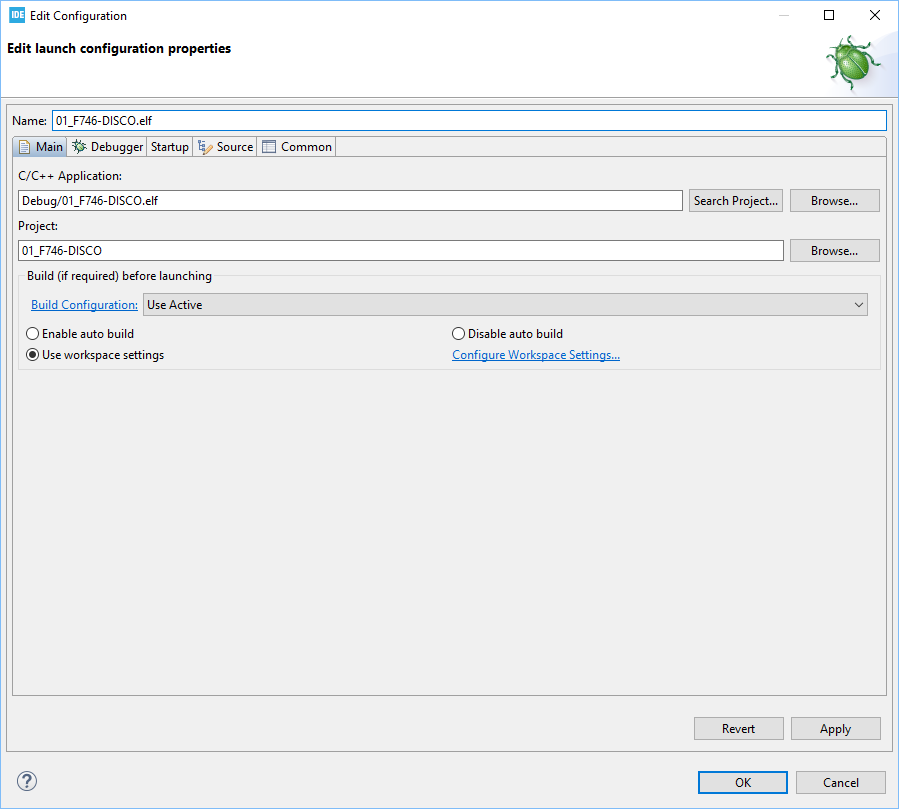 IDE Edit Configuration
Edit launch configuration properties
Name: 01_F746-DISCO.elf
Main Debugger Startup Source Common
C/C++ Application:
Debug/01_F746-DISCO.elf Search Project... Browse...
Project:
01_F746-DISCO Browse...
Build (if required) before launching
Build Configuration: Use Active
Enable auto build Disable auto build
Use workspace settings Configure Workspace Settings...
Revert Apply
? OK Cancel